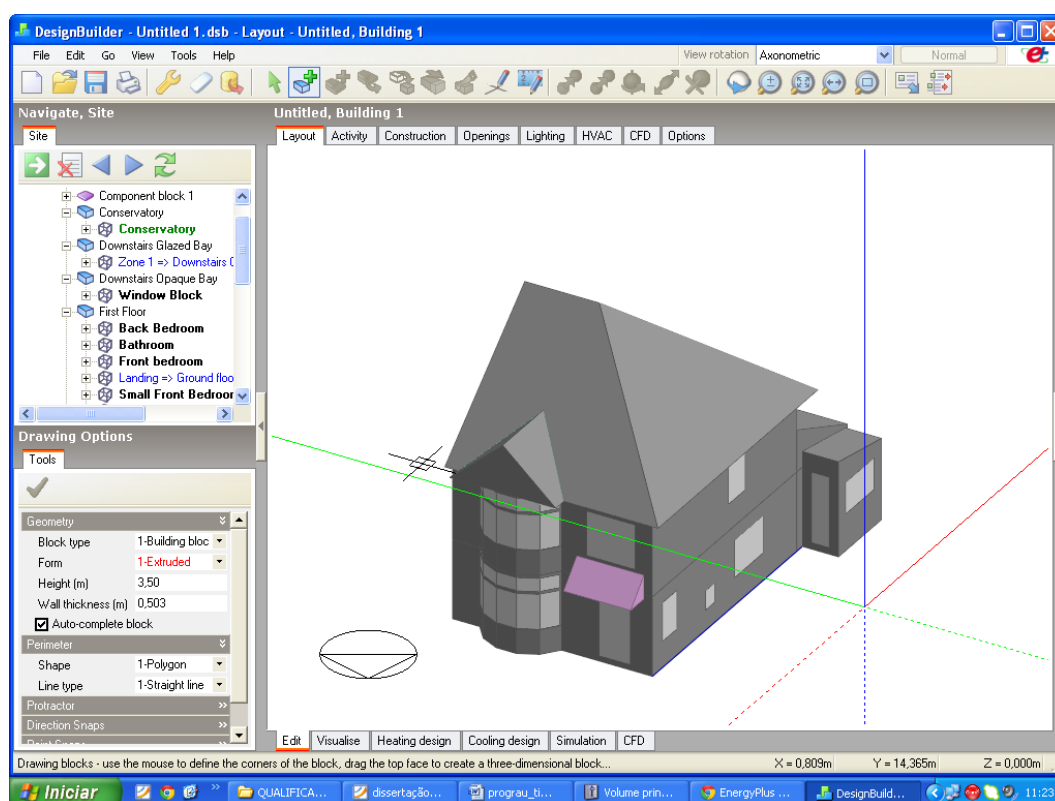 DesignBuilder - Untitled 1.dsb - Layout - Untitled, Building 1
File Edit Go View Tools Help
View rotation Axonometric Normal
Navigate, Site
Site
Component block 1
Conservatory
Conservatory
Downstairs Glazed Bay
Zone 1 => Downstairs
Downstairs Opaque Bay
Window Block
First Floor
Back Bedroom
Bathroom
Front bedroom
Landing => Ground floo
Small Front Bedroor
Drawing Options
Tools
Geometry
Block type 1-Building bloc
Form 1-Extruded
Height (m) 3,50
Wall thickness (m) 0,503
Auto-complete block
Perimeter
Shape 1-Polygon
Line type 1-Straight line
Protractor
Direction Snaps
Untitled, Building 1
Layout Activity Construction Openings Lighting HVAC CFD Options
Edit Visualise Heating design Cooling design Simulation CFD
Drawing blocks - use the mouse to define the corners of the block, drag the top face to create a three-dimensional block...
X = 0,809m Y = 14,365m Z = 0,000m
Iniciar QUALIFICA... dissertação... prograu_ti... Volume prin... EnergyPlus ... DesignBuild... 11:23